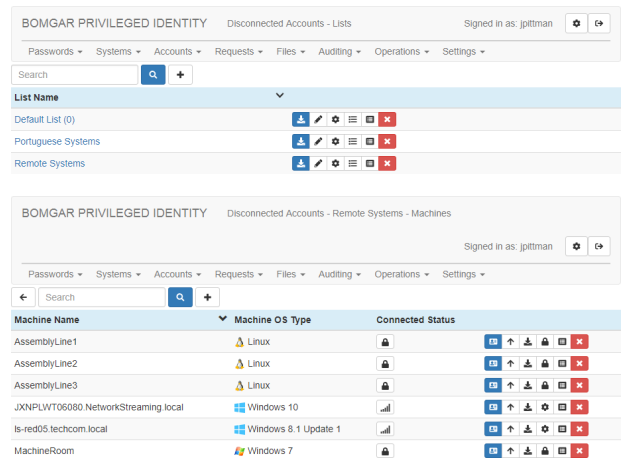 BOMGAR PRIVILEGED IDENTITY Disconnected Accounts - Lists Signed in as: jpittman
Passwords Systems Accounts Requests Files Auditing Operations Settings
Search
List Name
Default List (0)
Portuguese Systems
Remote Systems
BOMGAR PRIVILEGED IDENTITY Disconnected Accounts - Remote Systems - Machines
Signed in as: jpittman
Passwords Systems Accounts Requests Files Auditing Operations Settings
Search
Machine Name Machine OS Type Connected Status
AssemblyLine1 Linux
AssemblyLine2 Linux
AssemblyLine3 Linux
JXNPLWT06080.NetworkStreaming.local Windows 10
ls-red05.techcom.local Windows 8.1 Update 1
MachineRoom Windows 7